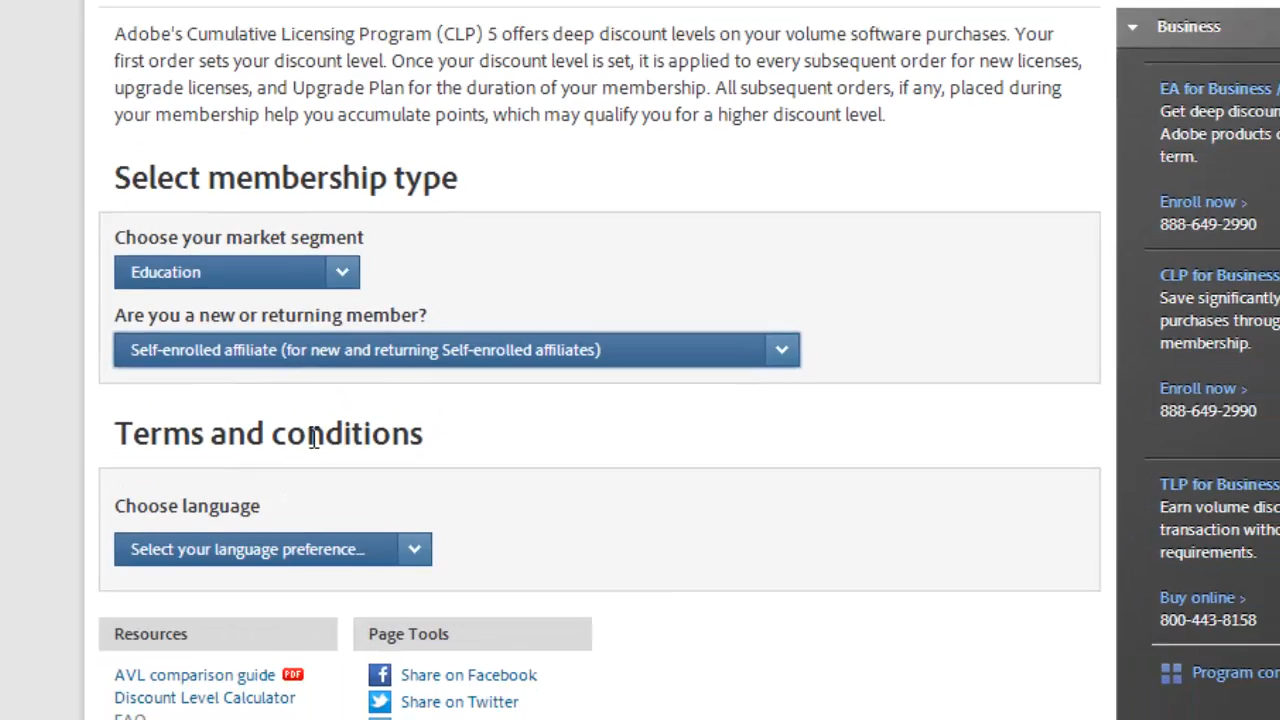 Adobe's Cumulative Licensing Program (CLP) 5 offers deep discount levels on your volume software purchases. Your
first order sets your discount level. Once your discount level is set, it is applied to every subsequent order for new licenses,
upgrade licenses, and Upgrade Plan for the duration of your membership. All subsequent orders, if any, placed during
your membership help you accumulate points, which may qualify you for a higher discount level.
Select membership type
Choose your market segment
Education
Are you a new or returning member?
Self-enrolled affiliate (for new and returning Self-enrolled affiliates)
Terms and conditions
Choose language
Select your language preference...
Resources
AVL comparison guide PDF
Discount Level Calculator
FAQ
Page Tools
Share on Facebook
Share on Twitter
Business
EA for Business /
Get deep discoun
Adobe products
term.
Enroll now >
888-649-2990
CLP for Business
Save significantly
purchases throug
membership.
Enroll now >
888-649-2990
TLP for Business
Earn volume disc
transaction witho
requirements.
Buy online >
800-443-8158
Program cor